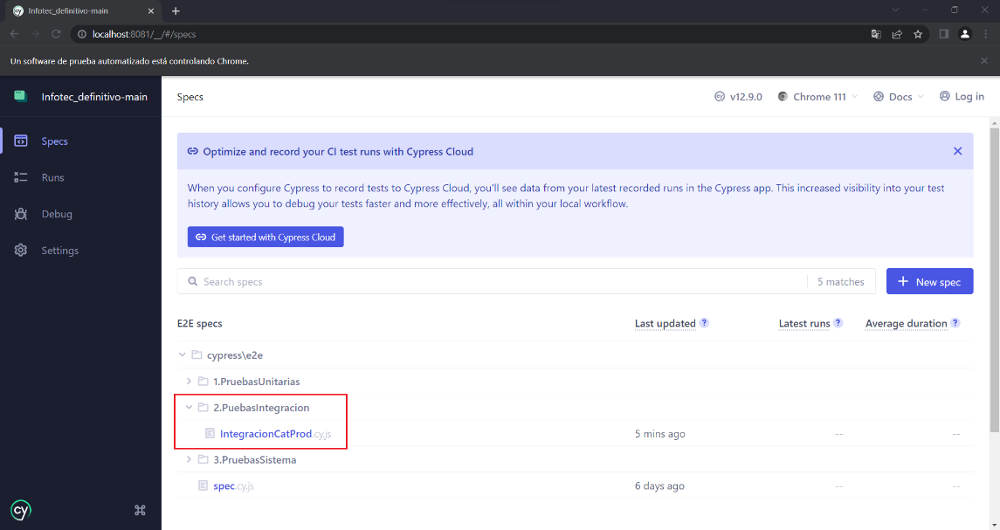 Infotec_definitivo-main
localhost:8081/__/#/specs
Un software de prueba automatizado está controlando Chrome.
Infotec_definitivo-main
Specs
v12.9.0
Chrome 111
Docs
Log in
Specs
Runs
Debug
Settings
Optimize and record your CI test runs with Cypress Cloud
When you configure Cypress to record tests to Cypress Cloud, you'll see data from your latest recorded runs in the Cypress app. This increased visibility into your test
history allows you to debug your tests faster and more effectively, all within your local workflow.
Get started with Cypress Cloud
Search specs
5 matches
New spec
E2E specs
Last updated ?
Latest runs ?
Average duration ?
cypress\e2e
1.PruebasUnitarias
2.PuebasIntegracion
IntegracionCatProd.cy.js
5 mins ago
--
--
3.PruebasSistema
spec.cy.js
6 days ago
--
--
cy